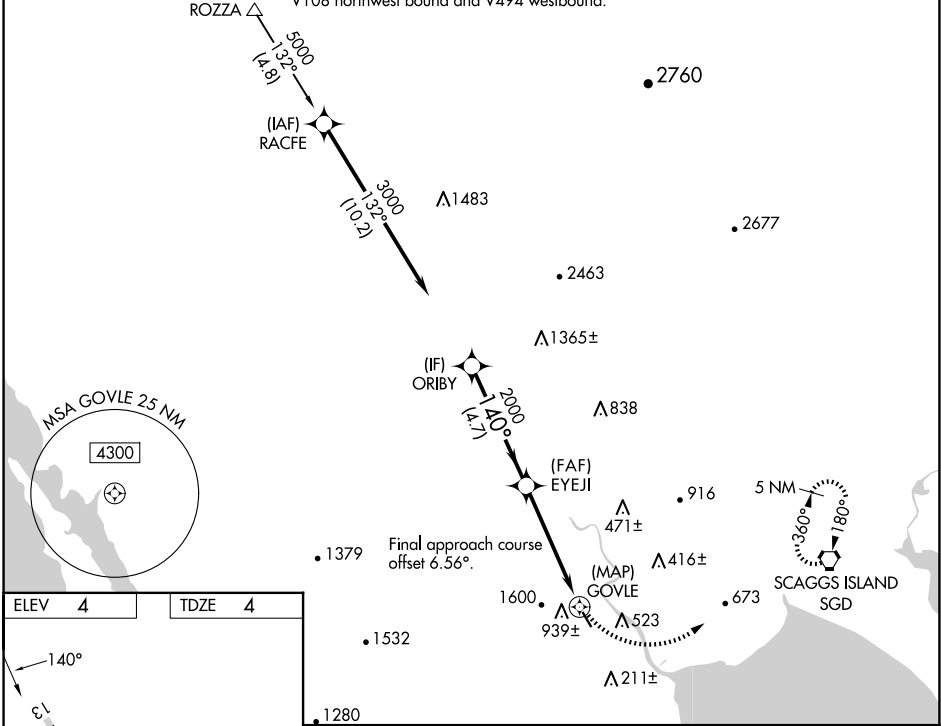 V108 northwest bound and V494 westbound.
ROZZA
5000
132°
(4.8)
2760
(IAF)
RACFE
3000
132°
(10.2)
1483
2677
2463
1365±
(IF)
ORIBY
2000
140°
(4.7)
838
MSA GOVLE 25 NM
4300
(FAF)
EYEJI
916
5 NM
360°
180°
471±
Final approach course
offset 6.56°.
1379
416±
(MAP)
GOVLE
SCAGGS ISLAND
SGD
1600
939±
523
673
ELEV 4
TDZE 4
1532
140°
211±
13
1280